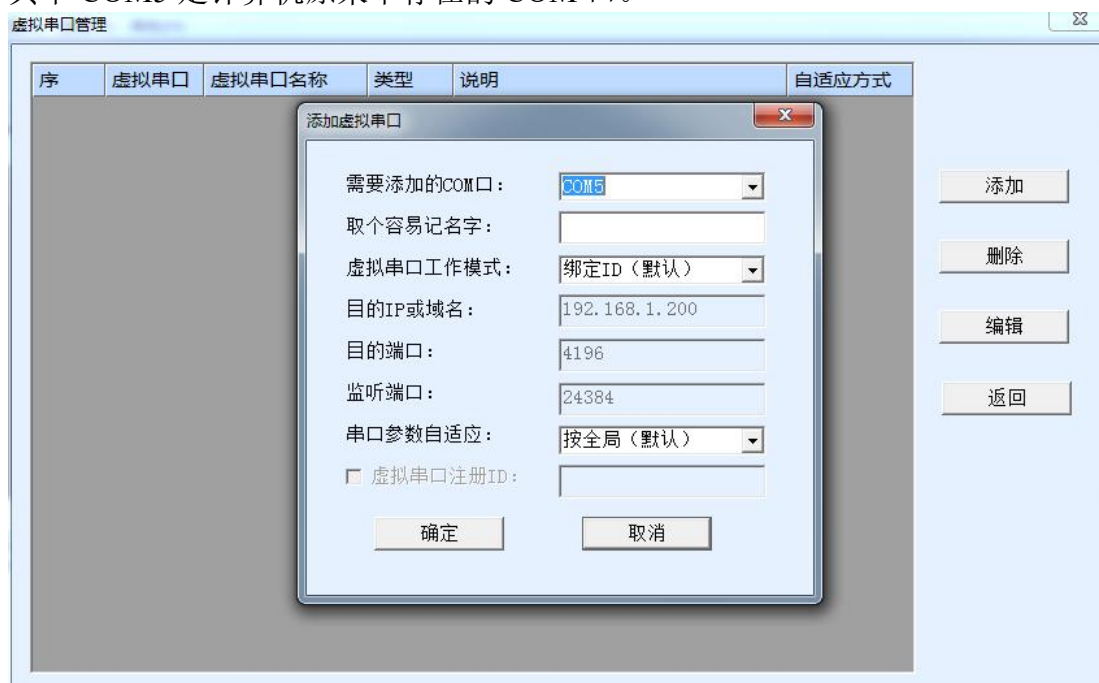 虚拟串口管理
序 虚拟串口 虚拟串口名称 类型 说明 自适应方式
添加虚拟串口
需要添加的COM口： COM5
取个容易记名字：
虚拟串口工作模式： 绑定ID（默认）
目的IP或域名： 192.168.1.200
目的端口： 4196
监听端口： 24384
串口参数自适应： 按全局（默认）
虚拟串口注册ID：
确定 取消
添加
删除
编辑
返回